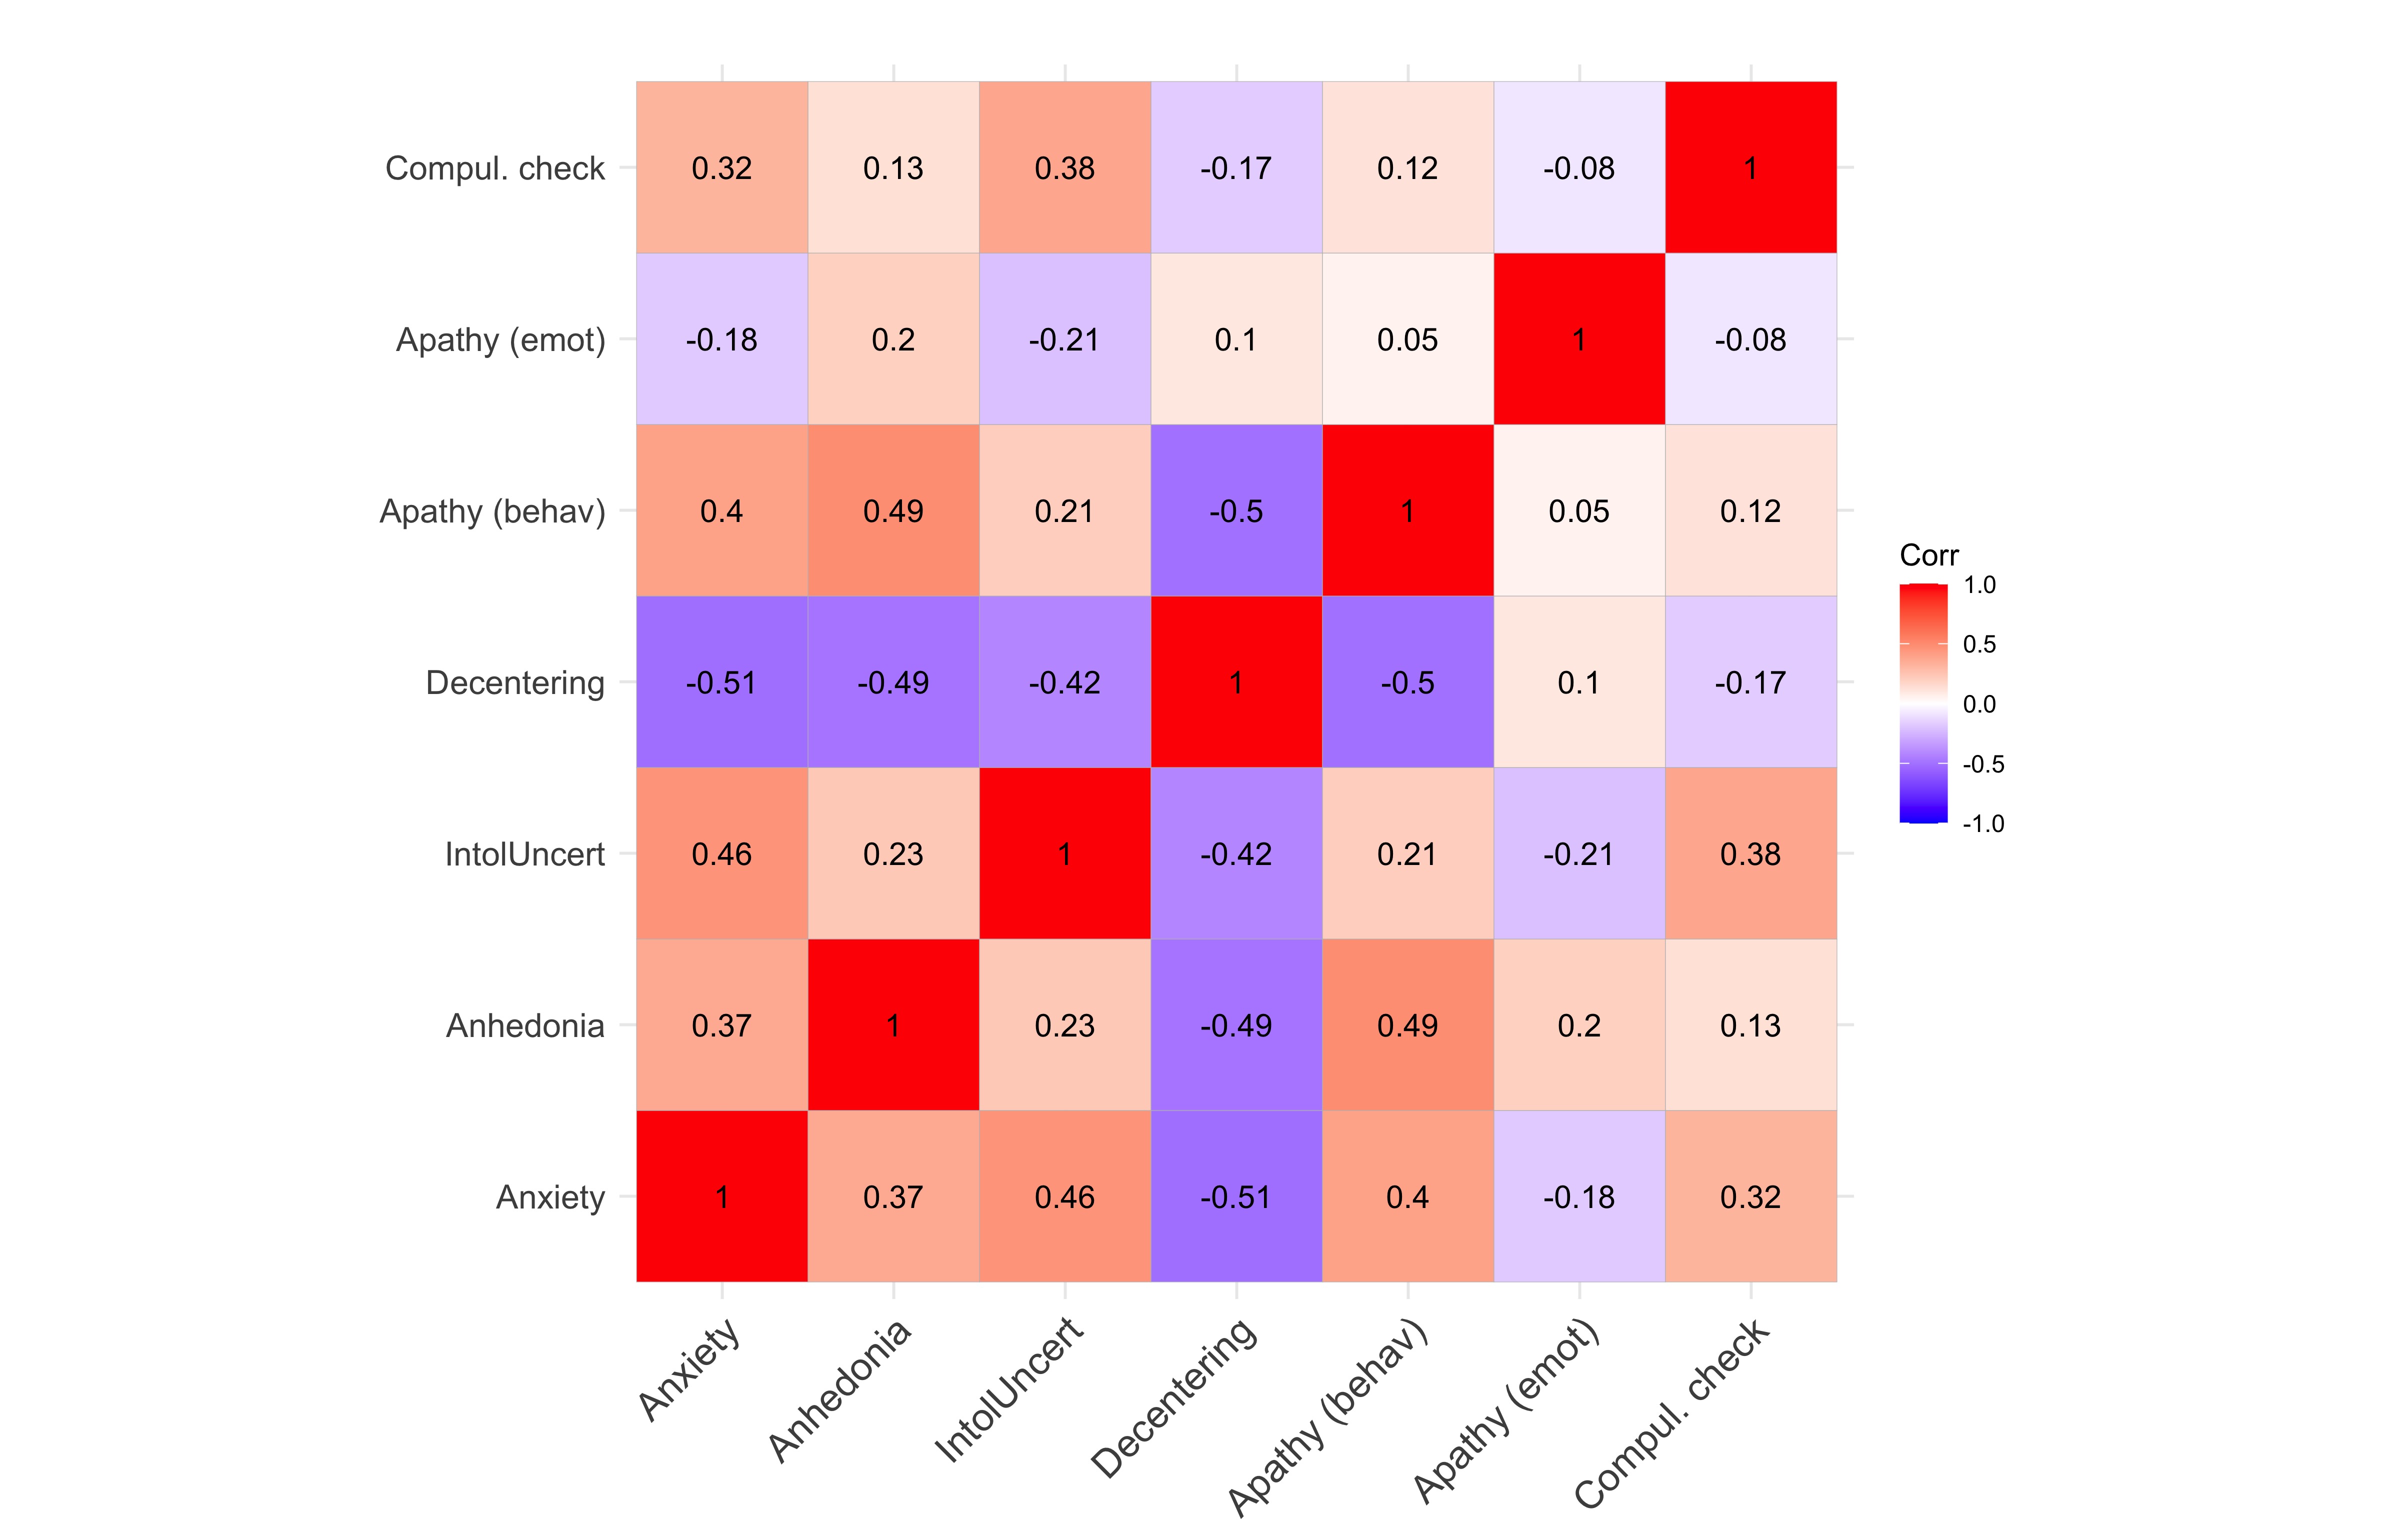 Compul. check 0.32 0.13 0.38 -0.17 0.12 -0.08 1
Apathy (emot) -0.18 0.2 -0.21 0.1 0.05 1 -0.08
Apathy (behav) 0.4 0.49 0.21 -0.5 1 0.05 0.12
Decentering -0.51 -0.49 -0.42 1 -0.5 0.1 -0.17
IntolUncert 0.46 0.23 1 -0.42 0.21 -0.21 0.38
Anhedonia 0.37 1 0.23 -0.49 0.49 0.2 0.13
Anxiety 1 0.37 0.46 -0.51 0.4 -0.18 0.32
Anxiety
Anhedonia
IntolUncert
Decentering
Apathy (behav)
Apathy (emot)
Compul. check
Corr
1.0
0.5
0.0
-0.5
-1.0